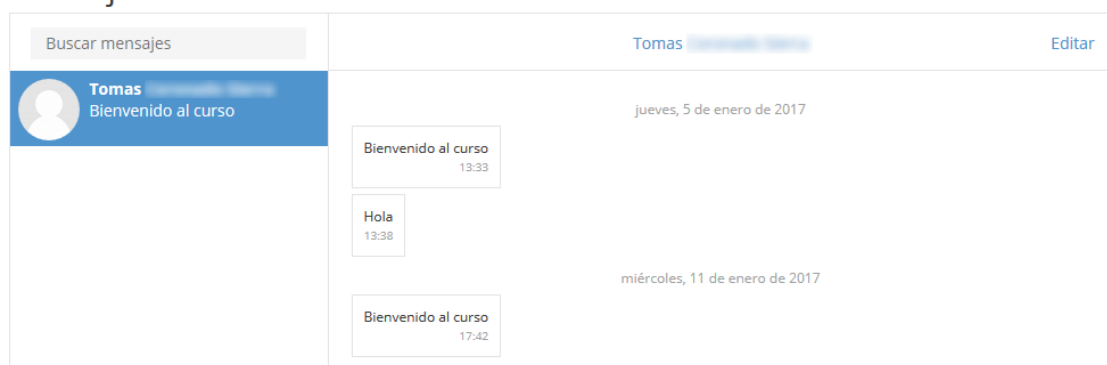 Buscar mensajes
Tomas
Editar
Tomas
Bienvenido al curso
jueves, 5 de enero de 2017
Bienvenido al curso
13:33
Hola
13:38
miércoles, 11 de enero de 2017
Bienvenido al curso
17:42